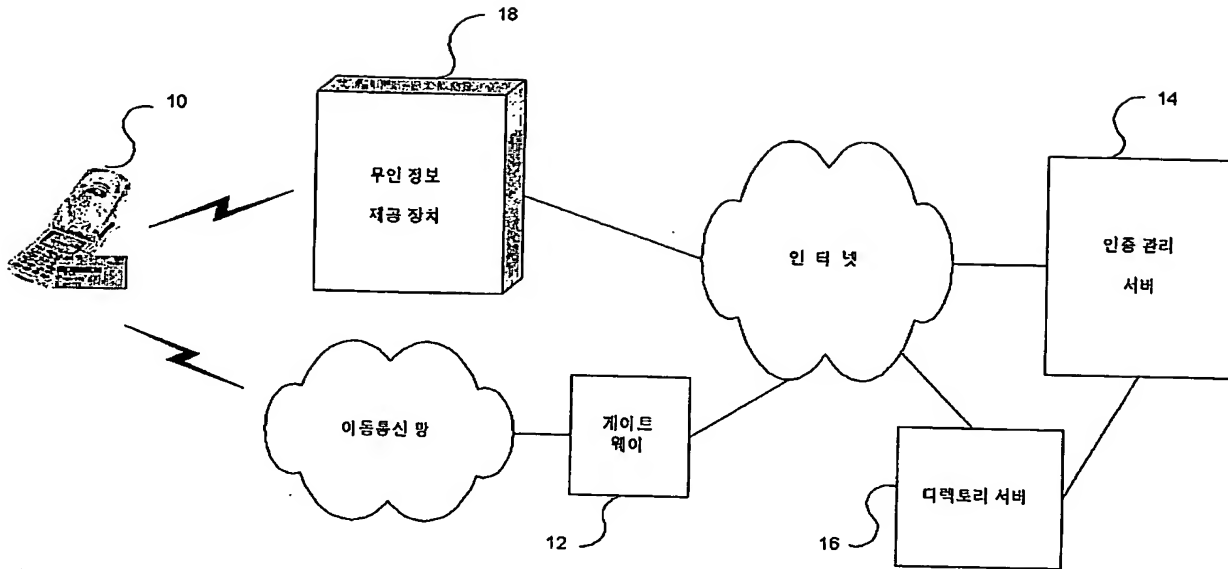 18
10
14
무인 정보
제공 장치
인 터 넷
인증 관리
서버
이동통신 망
게이트
웨이
디렉토리 서버
12
16